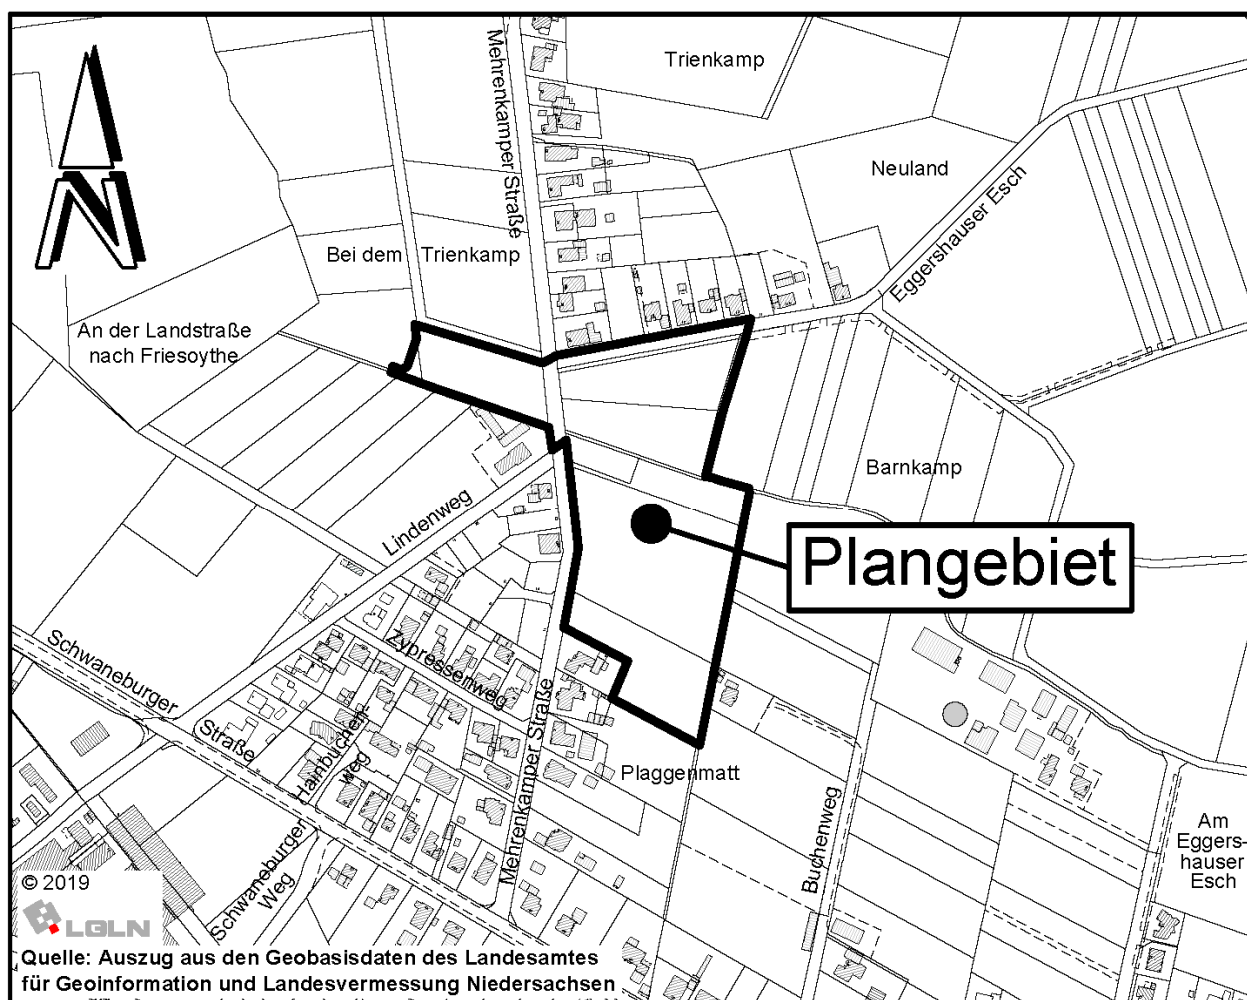 Mehrenkamper Straße
Trienkamp
Neuland
Eggershauser Esch
N
Bei dem
Trienkamp
An der Landstraße
nach Friesoythe
Barnkamp
Lindenweg
Plangebiet
Schwaneburger
Straße
Zypressenweg
Hainbuchen-
weg
Mehrenkamper Straße
Plaggenmatt
Buchenweg
Schwaneburger
Weg
Am
Eggers-
hauser
Esch
© 2019
LGLN
Quelle: Auszug aus den Geobasisdaten des Landesamtes
für Geoinformation und Landesvermessung Niedersachsen